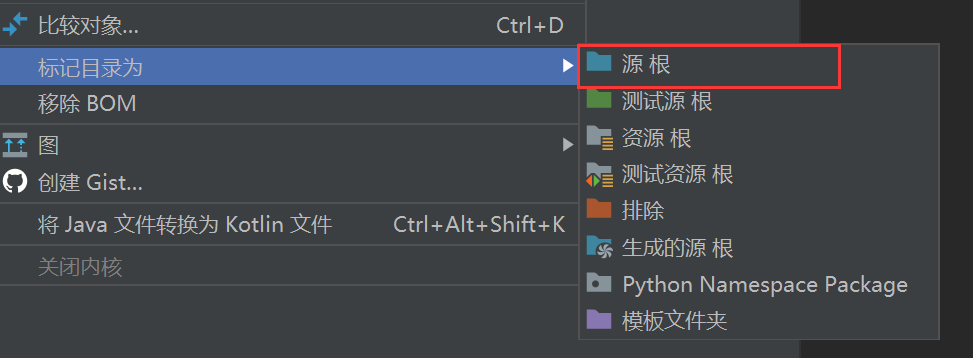 比较对象... Ctrl+D
标记目录为
移除 BOM
图
创建 Gist...
将 Java 文件转换为 Kotlin 文件 Ctrl+Alt+Shift+K
关闭内核
源 根
测试源 根
资源 根
测试资源 根
排除
生成的源 根
Python Namespace Package
模板文件夹